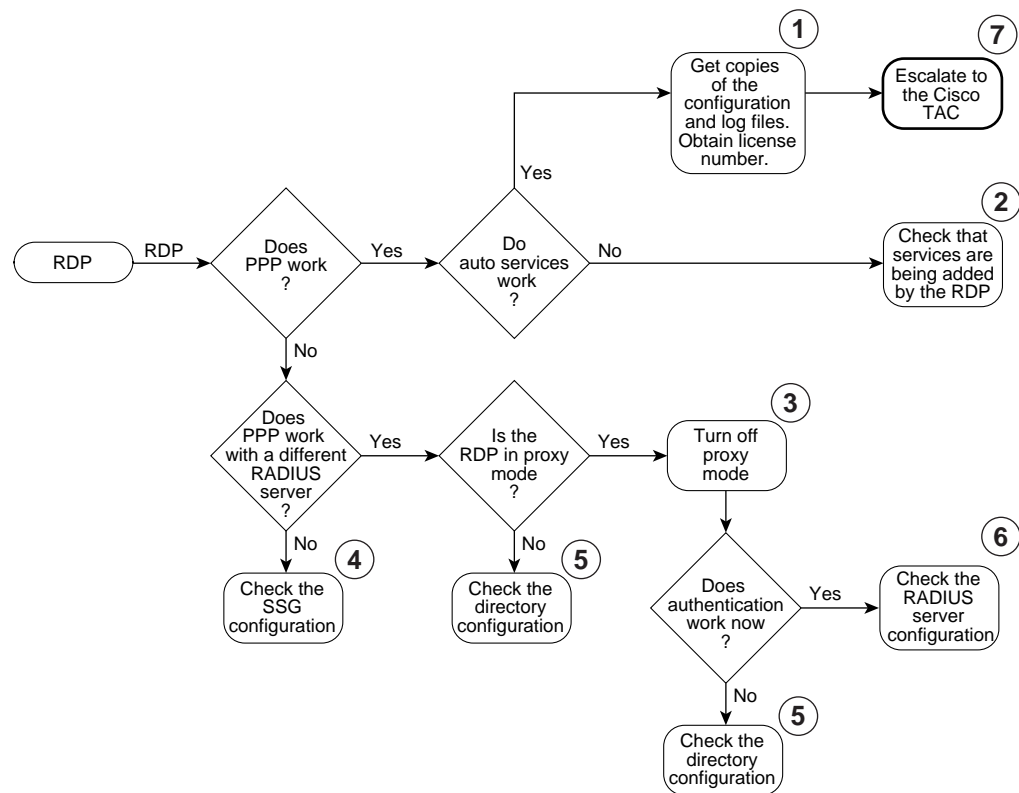 1
7
Get copies
of the
configuration
and log files.
Obtain license
number.
Escalate to
the Cisco
TAC
Yes
2
RDP
RDP
Does
PPP work
?
Yes
Do
auto services
work
?
No
Check that
services are
being added
by the RDP
No
3
Does
PPP work
with a different
RADIUS
server
?
Yes
Is the
RDP in proxy
mode
?
Yes
Turn off
proxy
mode
No
4
Check the
SSG
configuration
No
5
Check the
directory
configuration
6
Does
authentication
work now
?
Yes
Check the
RADIUS
server
configuration
No
5
Check the
directory
configuration